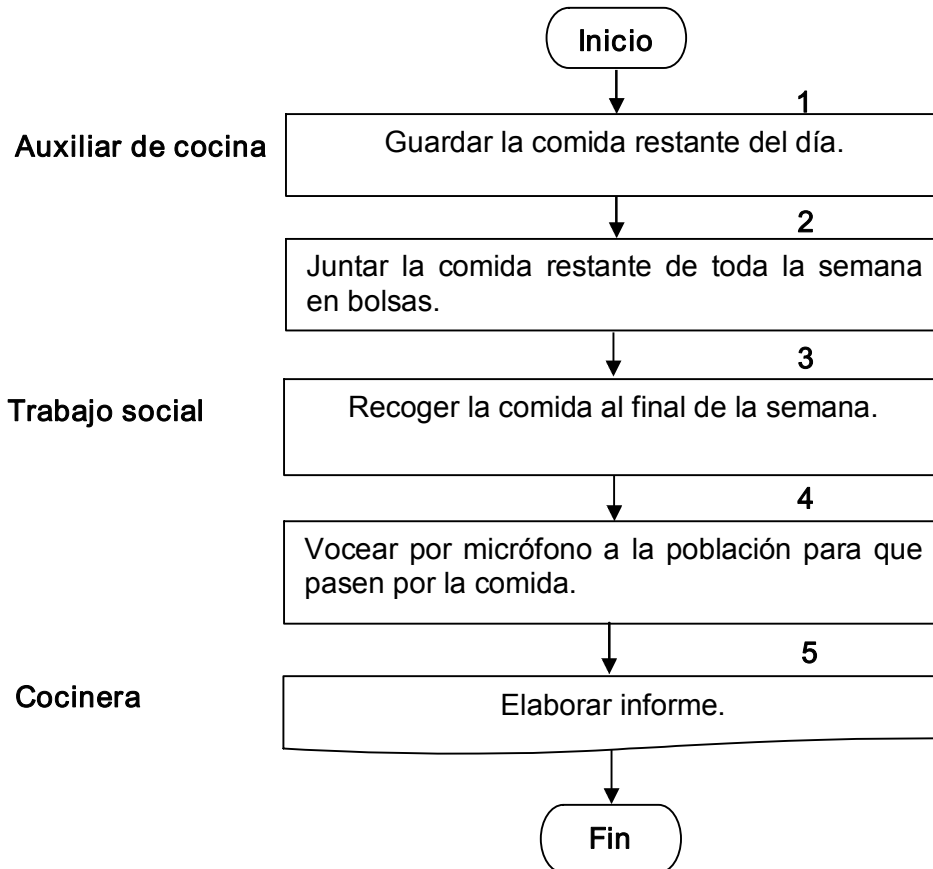 Inicio
1
Auxiliar de cocina
Guardar la comida restante del día.
2
Juntar la comida restante de toda la semana
en bolsas.
3
Trabajo social
Recoger la comida al final de la semana.
4
Vocear por micrófono a la población para que
pasen por la comida.
5
Cocinera
Elaborar informe.
Fin